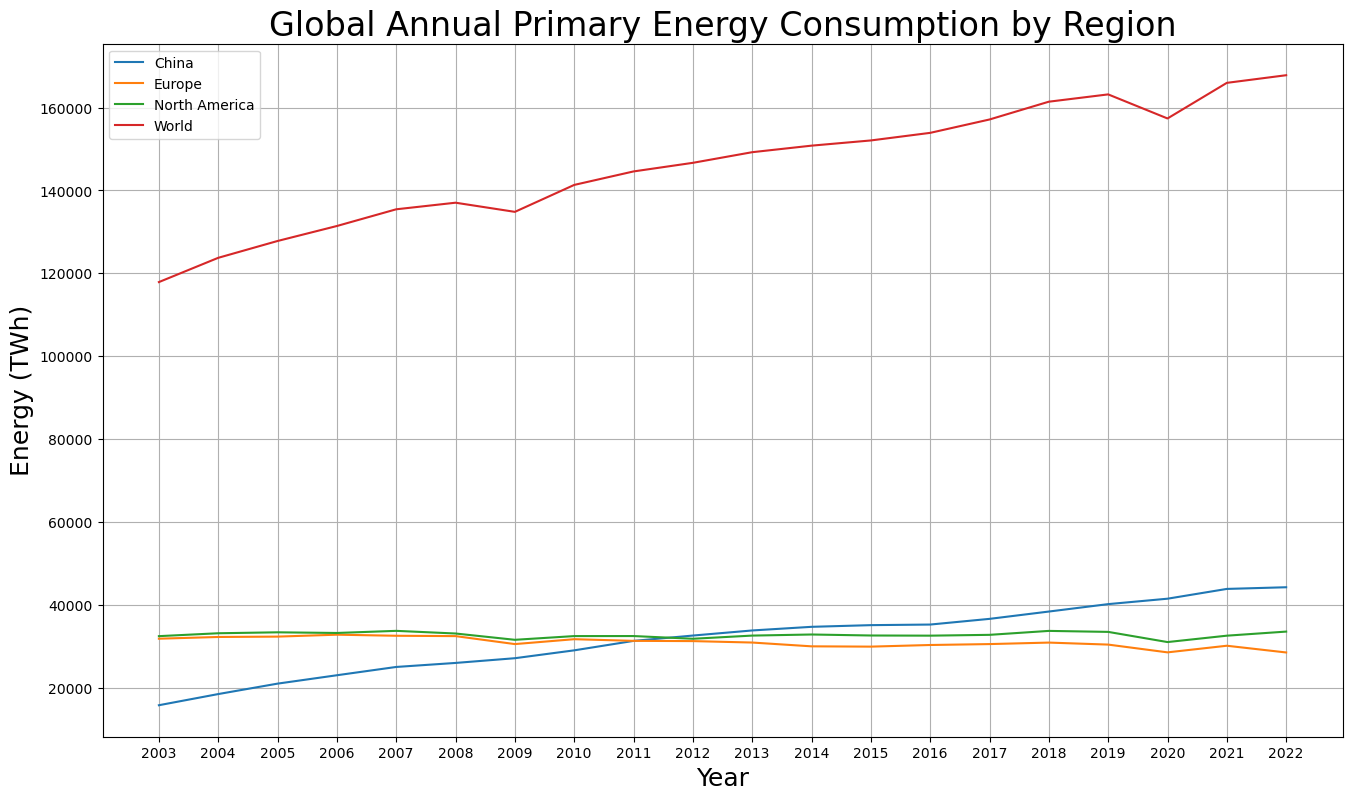 Global Annual Primary Energy Consumption by Region
China
Europe
North America
World
160000
140000
120000
100000
80000
60000
40000
20000
Energy (TWh)
2003 2004 2005 2006 2007 2008 2009 2010 2011 2012 2013 2014 2015 2016 2017 2018 2019 2020 2021 2022
Year